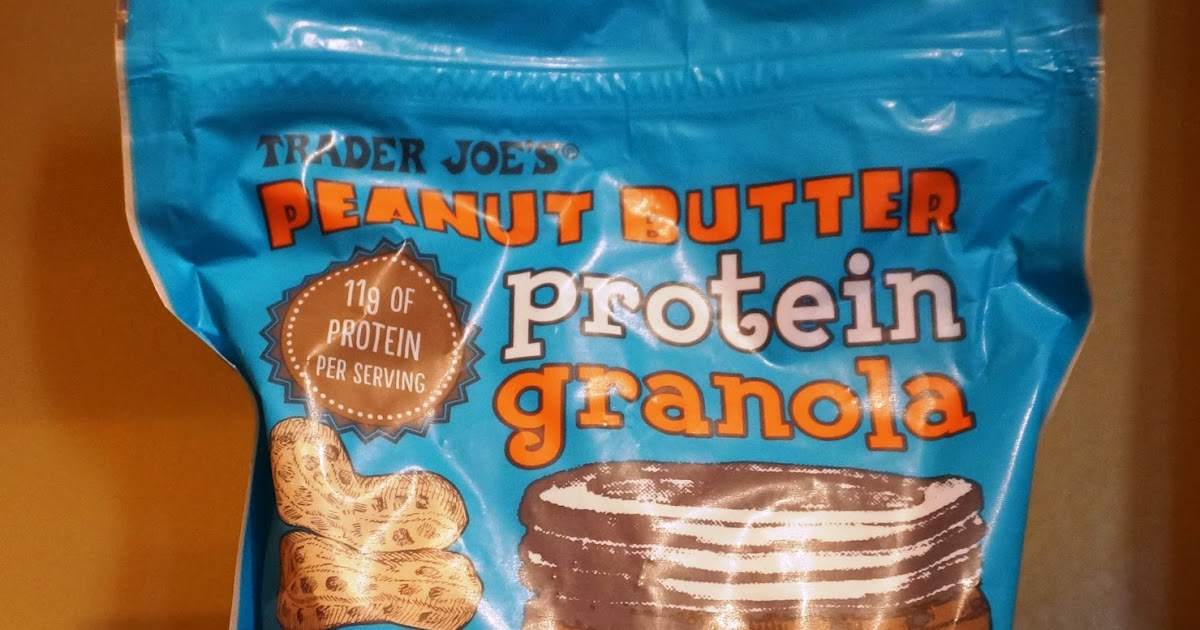 TRADER JOE'S®
PEANUT BUTTER
protein
granola
11g OF
PROTEIN
PER SERVING